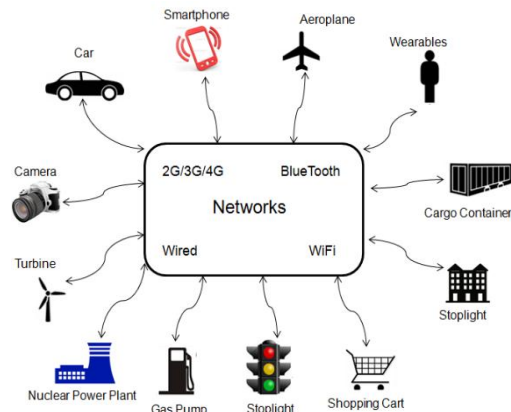 Smartphone
Aeroplane
Car
Wearables
2G/3G/4G
BlueTooth
Camera
Networks
Cargo Container
Wired
WiFi
Turbine
Stoplight
Nuclear Power Plant
Gas Pump
Stoplight
Shopping Cart